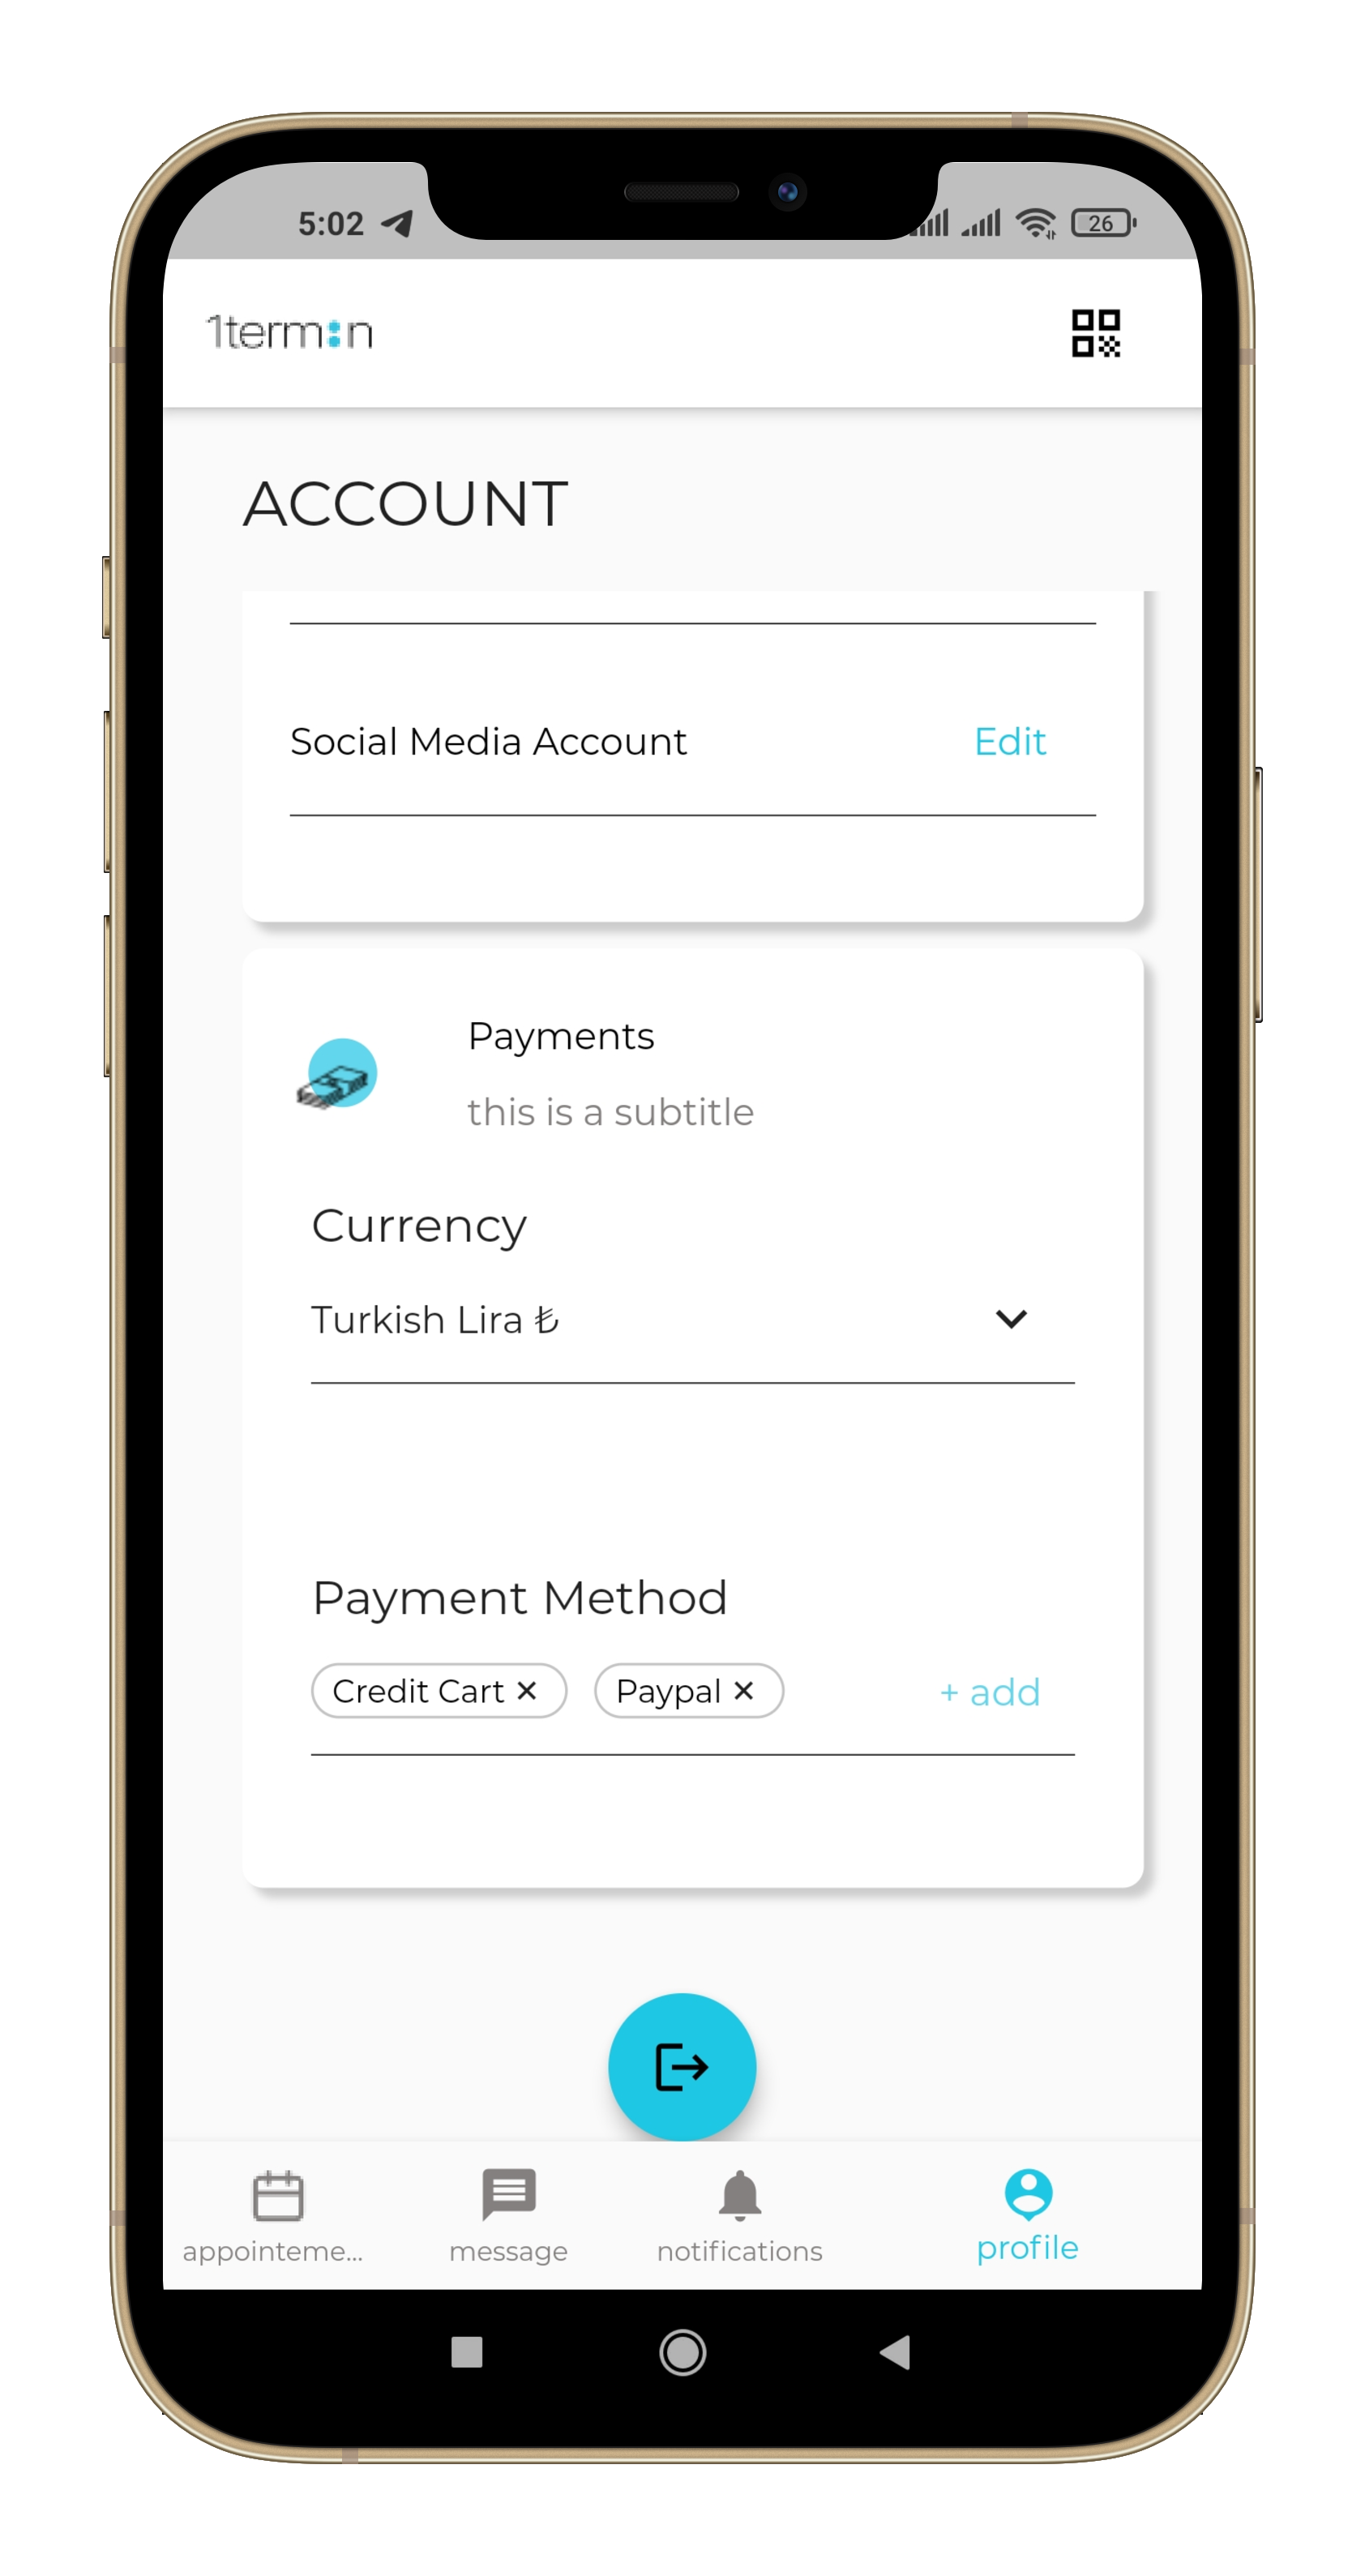 5:02
26
1term:n
ACCOUNT
Social Media Account
Edit
Payments
this is a subtitle
Currency
Turkish Lira ₺
Payment Method
Credit Cart ✕
Paypal ✕
+ add
appointeme...
message
notifications
profile